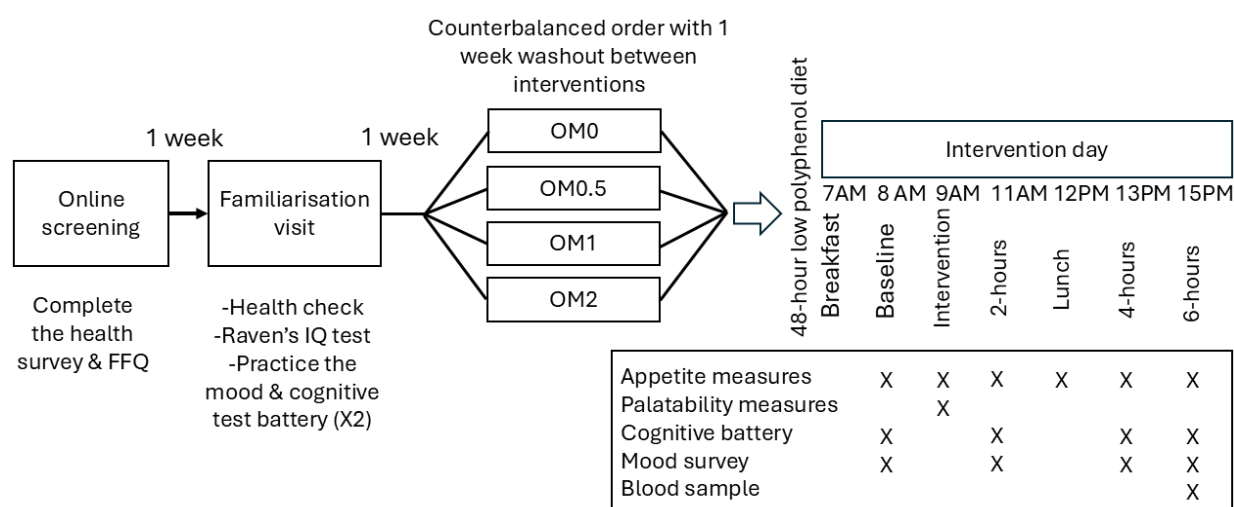 Counterbalanced order with 1
week washout between
interventions
1 week
1 week
Online
screening
Familiarisation
visit
OM0
OM0.5
OM1
OM2
Complete
the health
survey & FFQ
-Health check
-Raven's IQ test
-Practice the
mood & cognitive
test battery (X2)
48-hour low polyphenol diet
Intervention day
7AM 8 AM 9AM 11AM 12PM 13PM 15PM
Breakfast
Baseline
Intervention
2-hours
Lunch
4-hours
6-hours
Appetite measures X X X X X X
Palatability measures X
Cognitive battery X X X X
Mood survey X X X X
Blood sample X